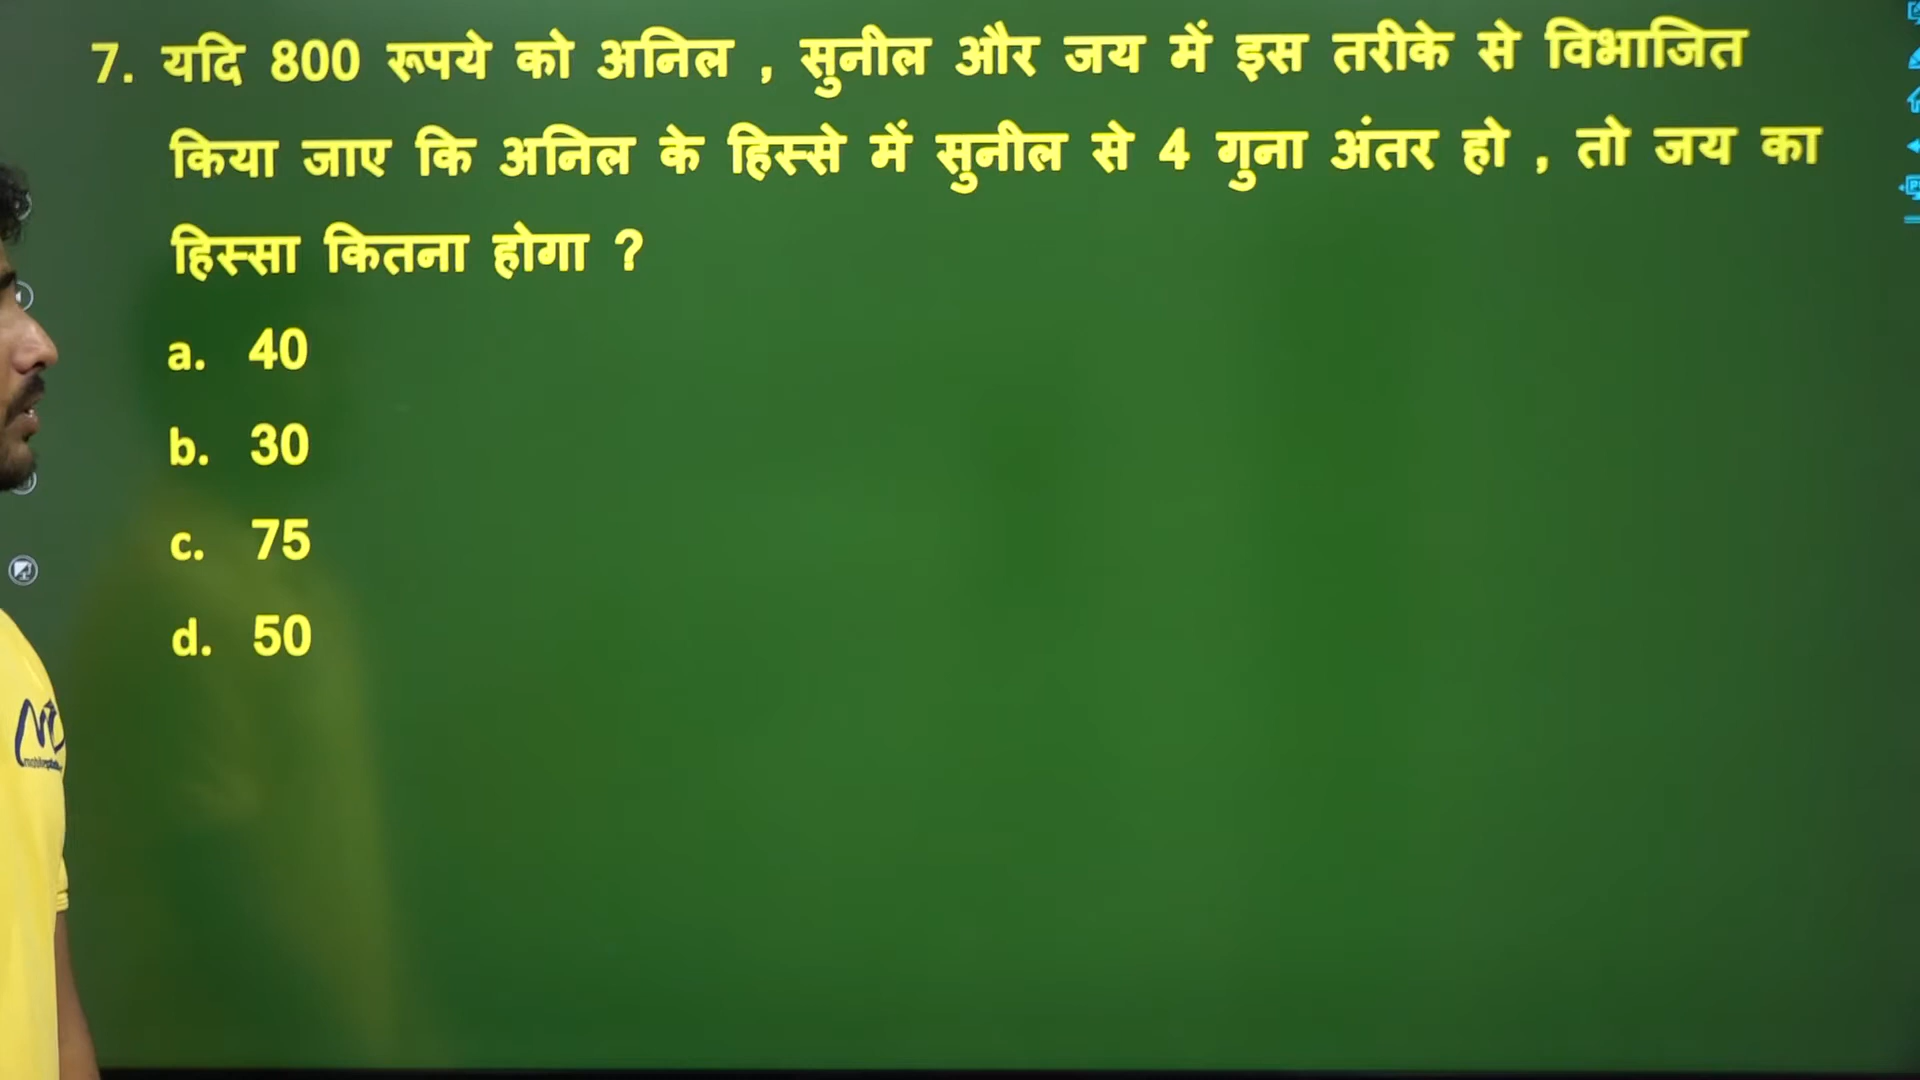 7. यदि 800 रूपये को अनिल , सुनील और जय में इस तरीके से विभाजित
किया जाए कि अनिल के हिस्से में सुनील से 4 गुना अंतर हो , तो जय का
हिस्सा कितना होगा ?
a. 40
b. 30
c. 75
d. 50